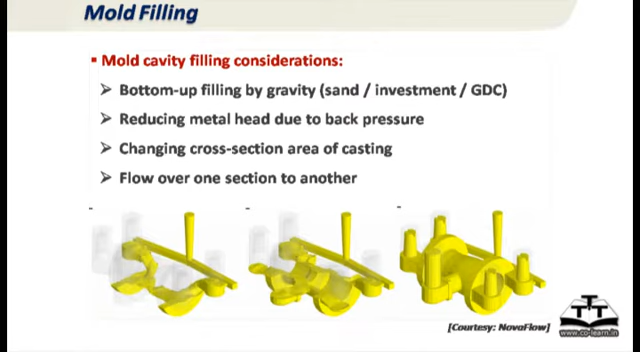 Mold Filling
▪ Mold cavity filling considerations:
➢ Bottom-up filling by gravity (sand / investment / GDC)
➢ Reducing metal head due to back pressure
➢ Changing cross-section area of casting
➢ Flow over one section to another
[Courtesy: NovaFlow]
TTT
www.co-learn.in